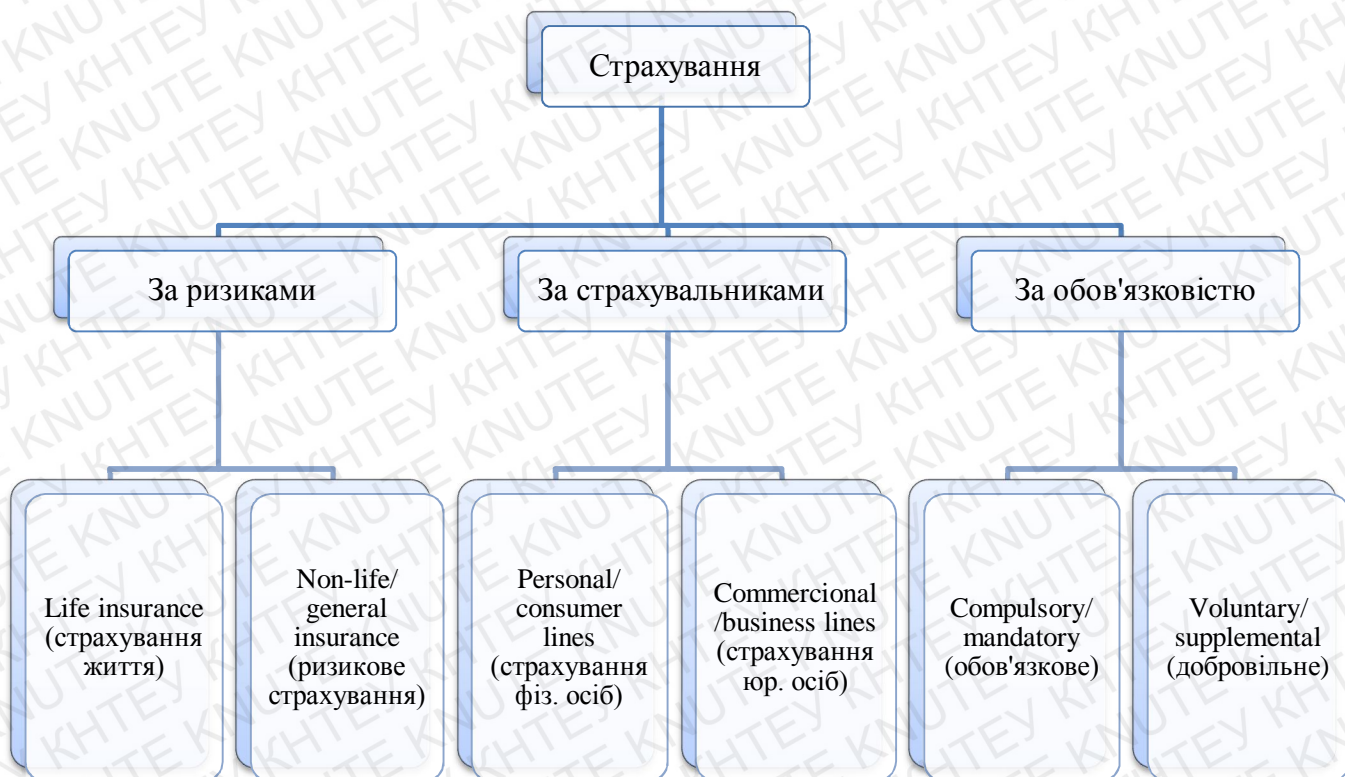 Страхування
За ризиками
За страхувальниками
За обов'язковістю
Life insurance
(страхування
життя)
Non-life/
general
insurance
(ризикове
страхування)
Personal/
consumer
lines
(страхування
фіз. осіб)
Commercional
/business lines
(страхування
юр. осіб)
Compulsory/
mandatory
(обов'язкове)
Voluntary/
supplemental
(добровільне)